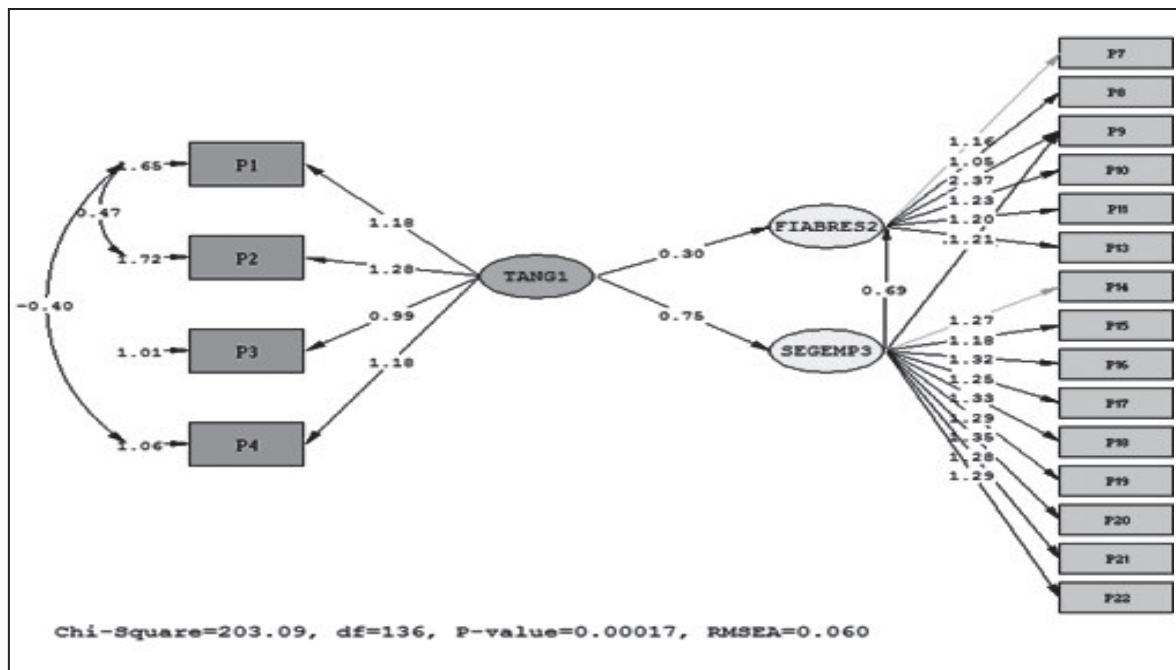 P7
P8
P9
P10
P11
P13
P14
P15
P16
P17
P18
P19
P20
P21
P22
P1
P2
P3
P4
1.65
0.47
1.72
-0.40
1.01
1.06
1.18
1.28
0.99
1.18
TANG1
0.30
0.75
FIABRES2
0.69
SEGEMP3
1.16
1.05
2.37
1.23
1.20
1.21
1.27
1.18
1.32
1.25
1.33
1.29
1.35
1.28
1.29
Chi-Square=203.09, df=136, P-value=0.00017, RMSEA=0.060